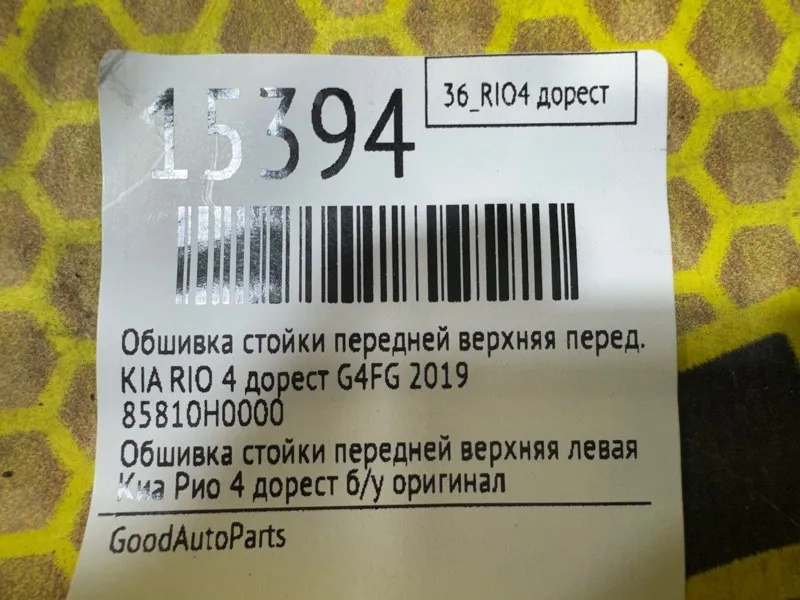 15394
36_RIO4 дорест
Обшивка стойки передней верхняя перед.
KIA RIO 4 дорест G4FG 2019
85810H0000
Обшивка стойки передней верхняя левая
Киа Рио 4 дорест б/у оригинал
GoodAutoParts